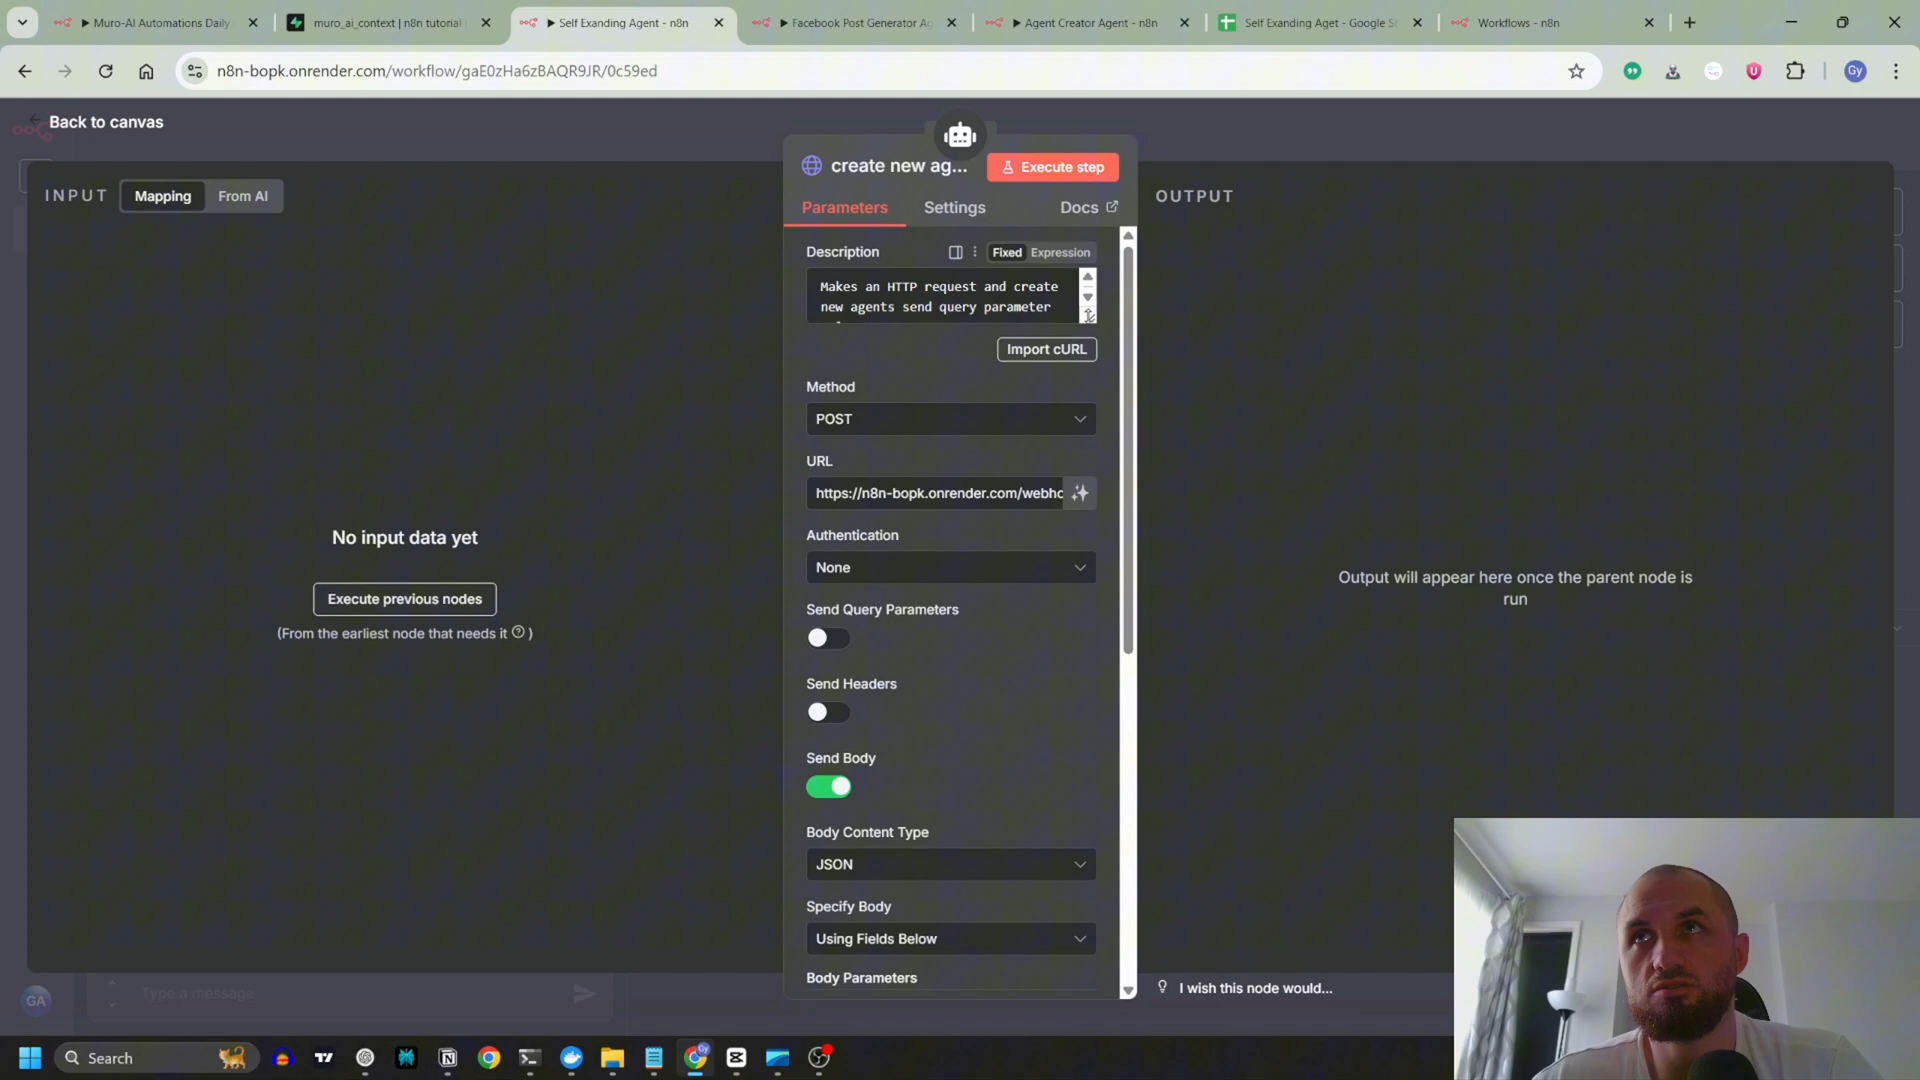 Muro-AI Automations Daily
muro_ai_context | n8n tutorial
Self Exanding Agent - n8n
Facebook Post Generator Ag
Agent Creator Agent - n8n
Self Exanding Aget - Google S
Workflows - n8n
n8n-bopk.onrender.com/workflow/gaE0zHa6zBAQR9JR/0c59ed
Gy
Back to canvas
create new ag...
Execute step
INPUT
Mapping
From AI
OUTPUT
Parameters
Settings
Docs
Description
Fixed
Expression
Makes an HTTP request and create
new agents send query parameter
Import cURL
Method
POST
URL
https://n8n-bopk.onrender.com/webho
Authentication
None
No input data yet
Execute previous nodes
(From the earliest node that needs it ? )
Output will appear here once the parent node is
run
Send Query Parameters
Send Headers
Send Body
Body Content Type
JSON
Specify Body
Using Fields Below
Body Parameters
I wish this node would...
GA
Type a message
Search